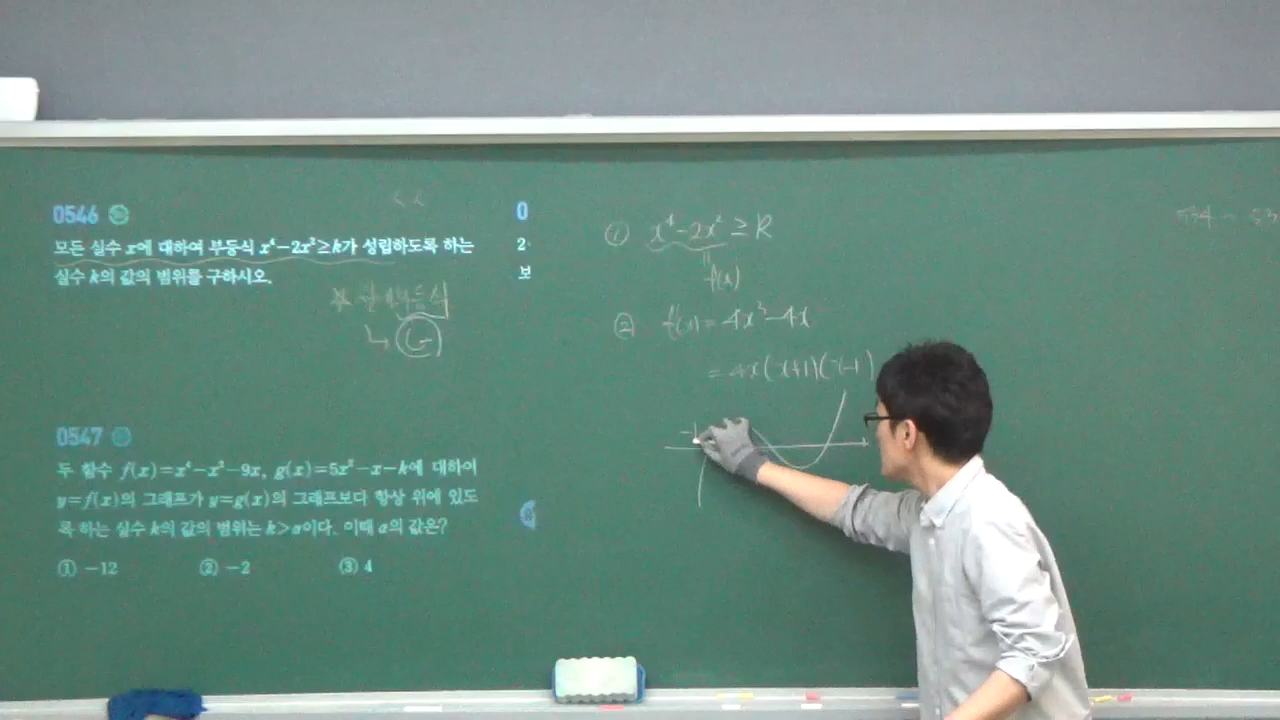 0546
모든 실수 x에 대하여 부등식 x⁴-2x²≥k가 성립하도록 하는
실수 k의 값의 범위를 구하시오.
0
2
보
0547
두 함수 f(x)=x⁴-x²-9x, g(x)=5x²-x-k에 대하여
y=f(x)의 그래프가 y=g(x)의 그래프보다 항상 위에 있도
록 하는 실수 k의 값의 범위는 k>a이다. 이때 a의 값은?
① -12 ② -2 ③ 4
① x⁴-2x² ≥ k
f(x)
② f'(x) = 4x³-4x
= 4x(x+1)(x-1)
-1